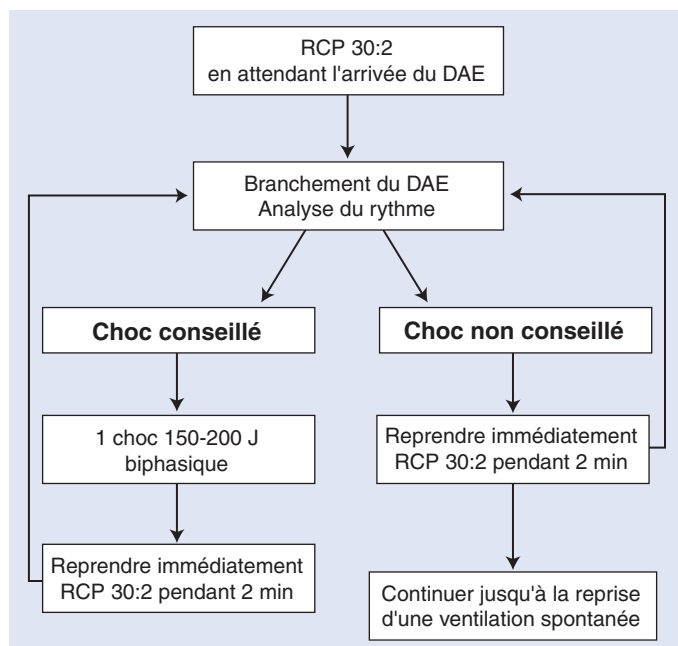 RCP 30:2
en attendant l'arrivée du DAE
Branchement du DAE
Analyse du rythme
Choc conseillé
Choc non conseillé
1 choc 150-200 J
biphasique
Reprendre immédiatement
RCP 30:2 pendant 2 min
Reprendre immédiatement
RCP 30:2 pendant 2 min
Continuer jusqu'à la reprise
d'une ventilation spontanée